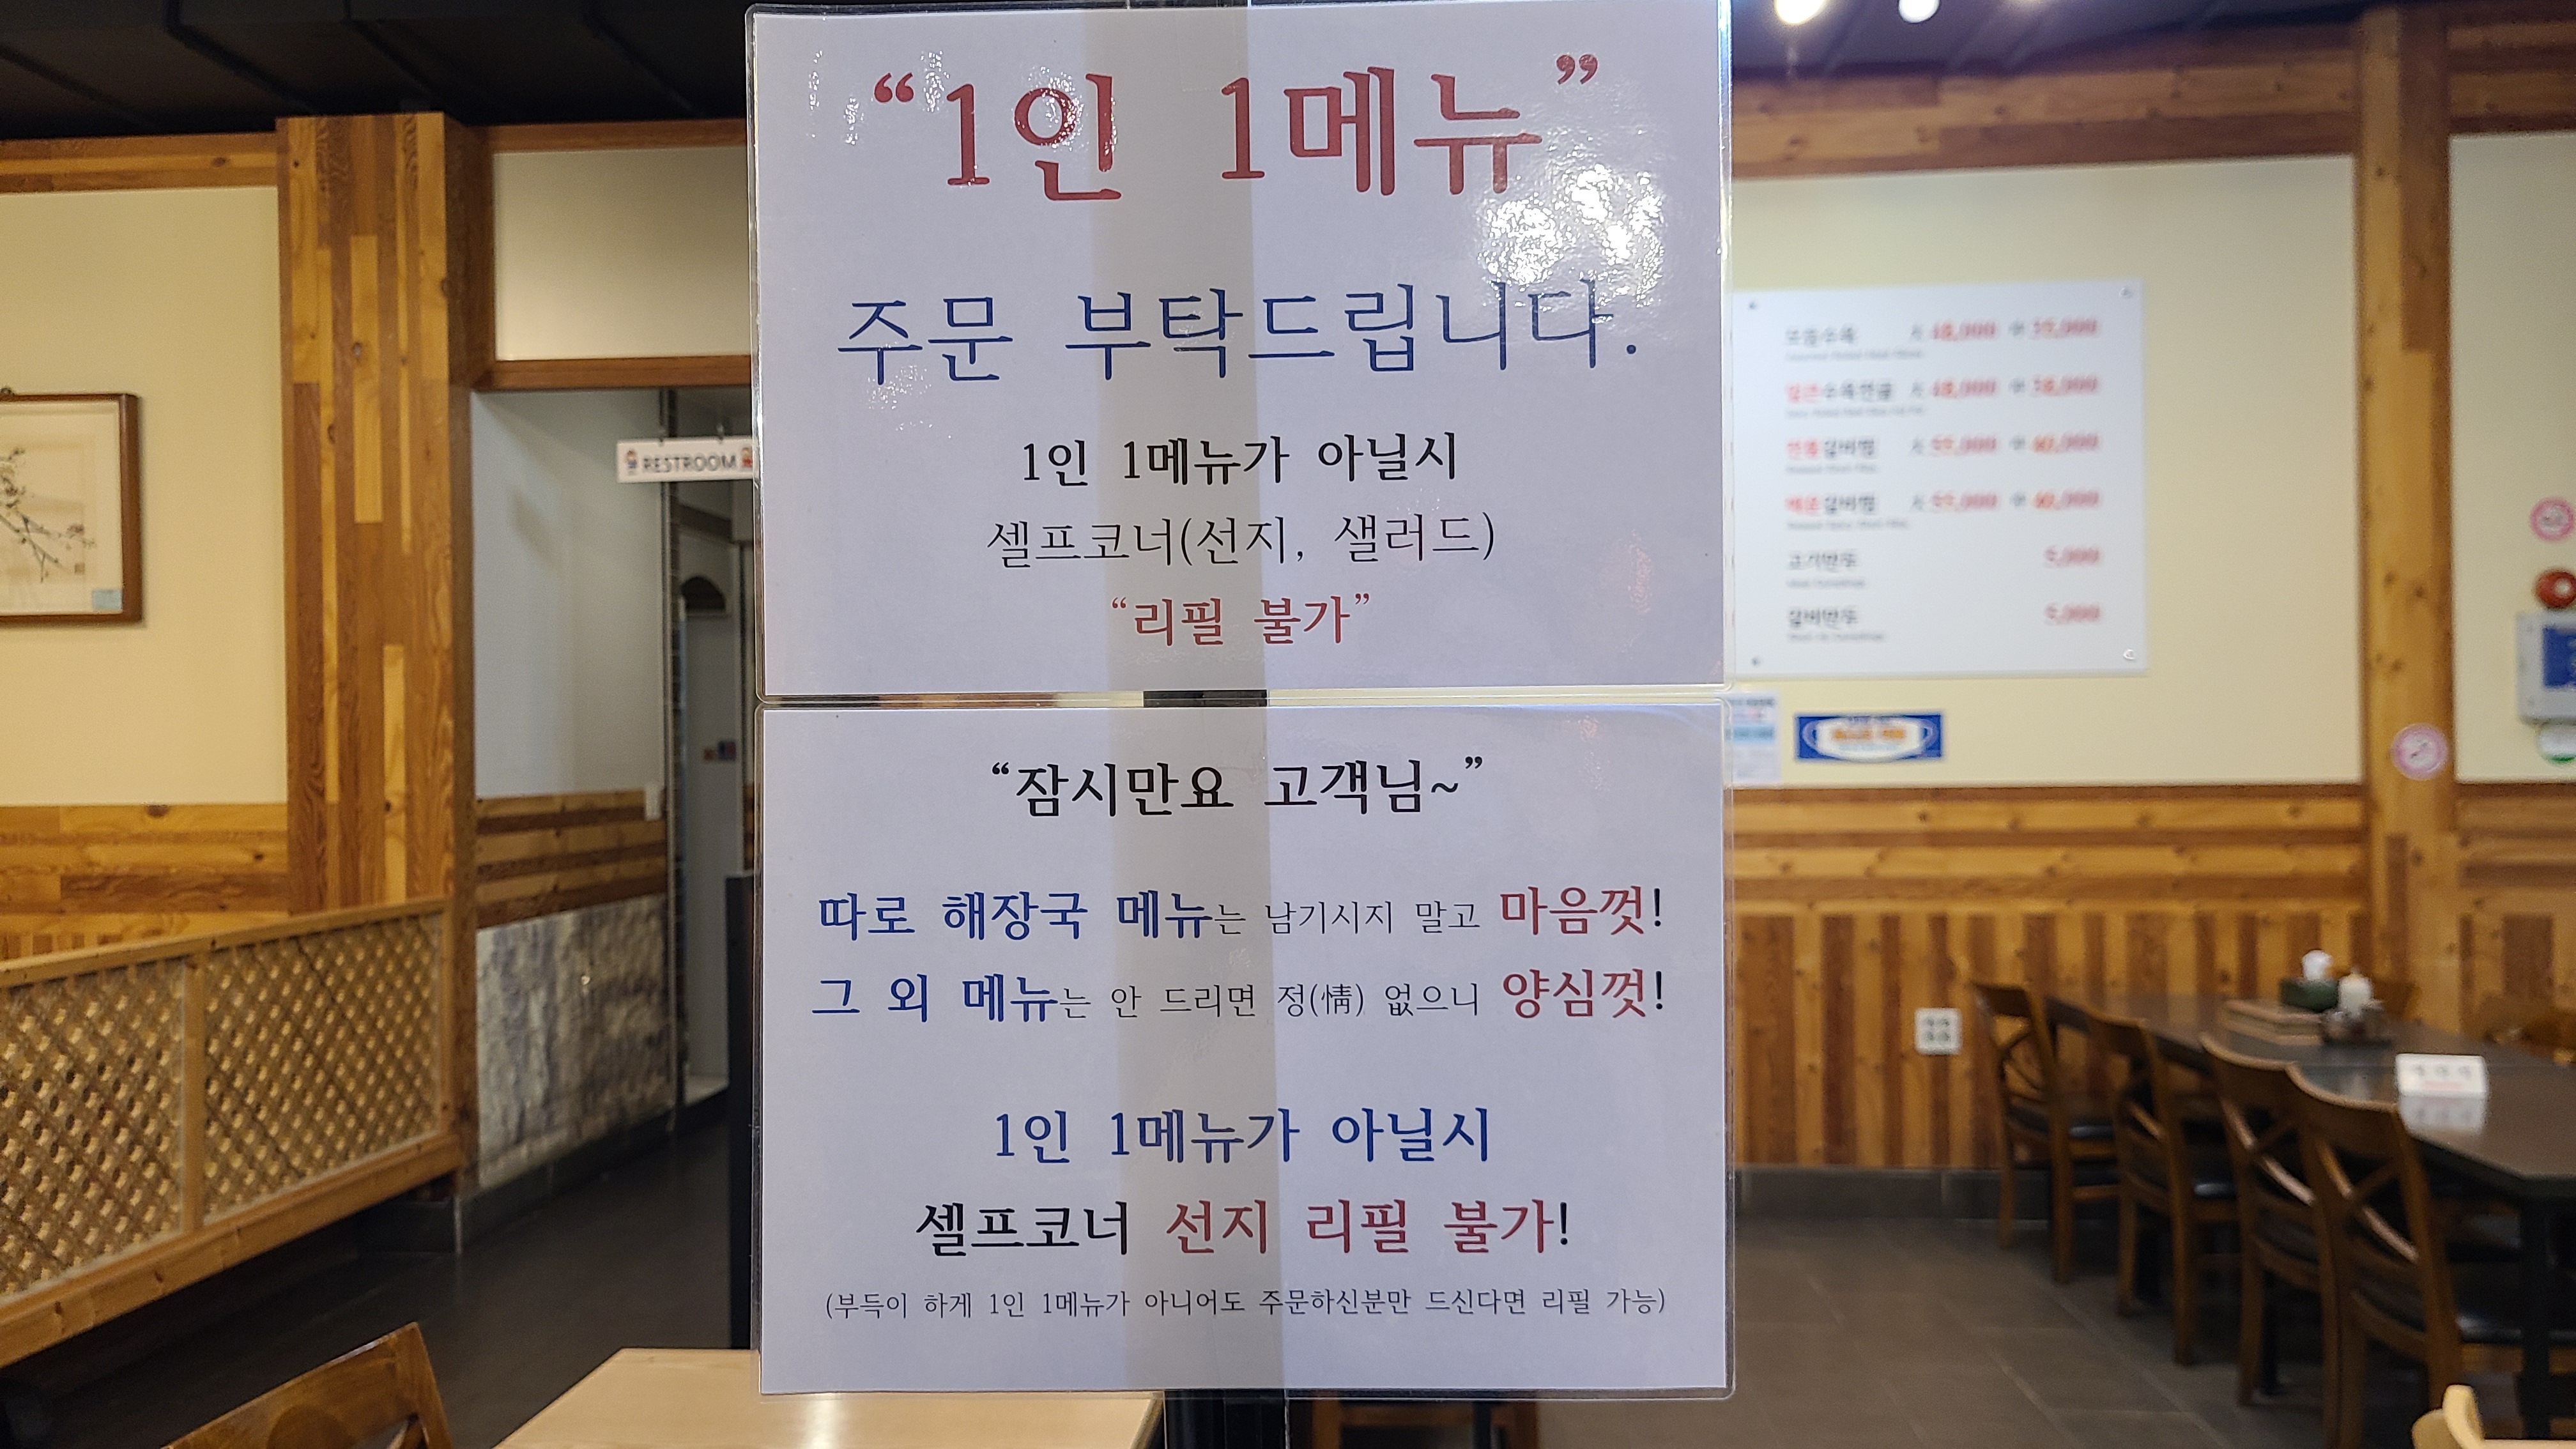 “1인 1메뉴”
주문 부탁드립니다.
1인 1메뉴가 아닐시
셀프코너(선지, 샐러드)
“리필 불가”
“잠시만요 고객님~”
따로 해장국 메뉴는 남기시지 말고 마음껏!
그 외 메뉴는 안 드리면 정(情) 없으니 양심껏!
1인 1메뉴가 아닐시
셀프코너 선지 리필 불가!
(부득이 하게 1인 1메뉴가 아니어도 주문하신분만 드신다면 리필 가능)
RESTROOM
고기만두 5,000
갈비만두 5,000